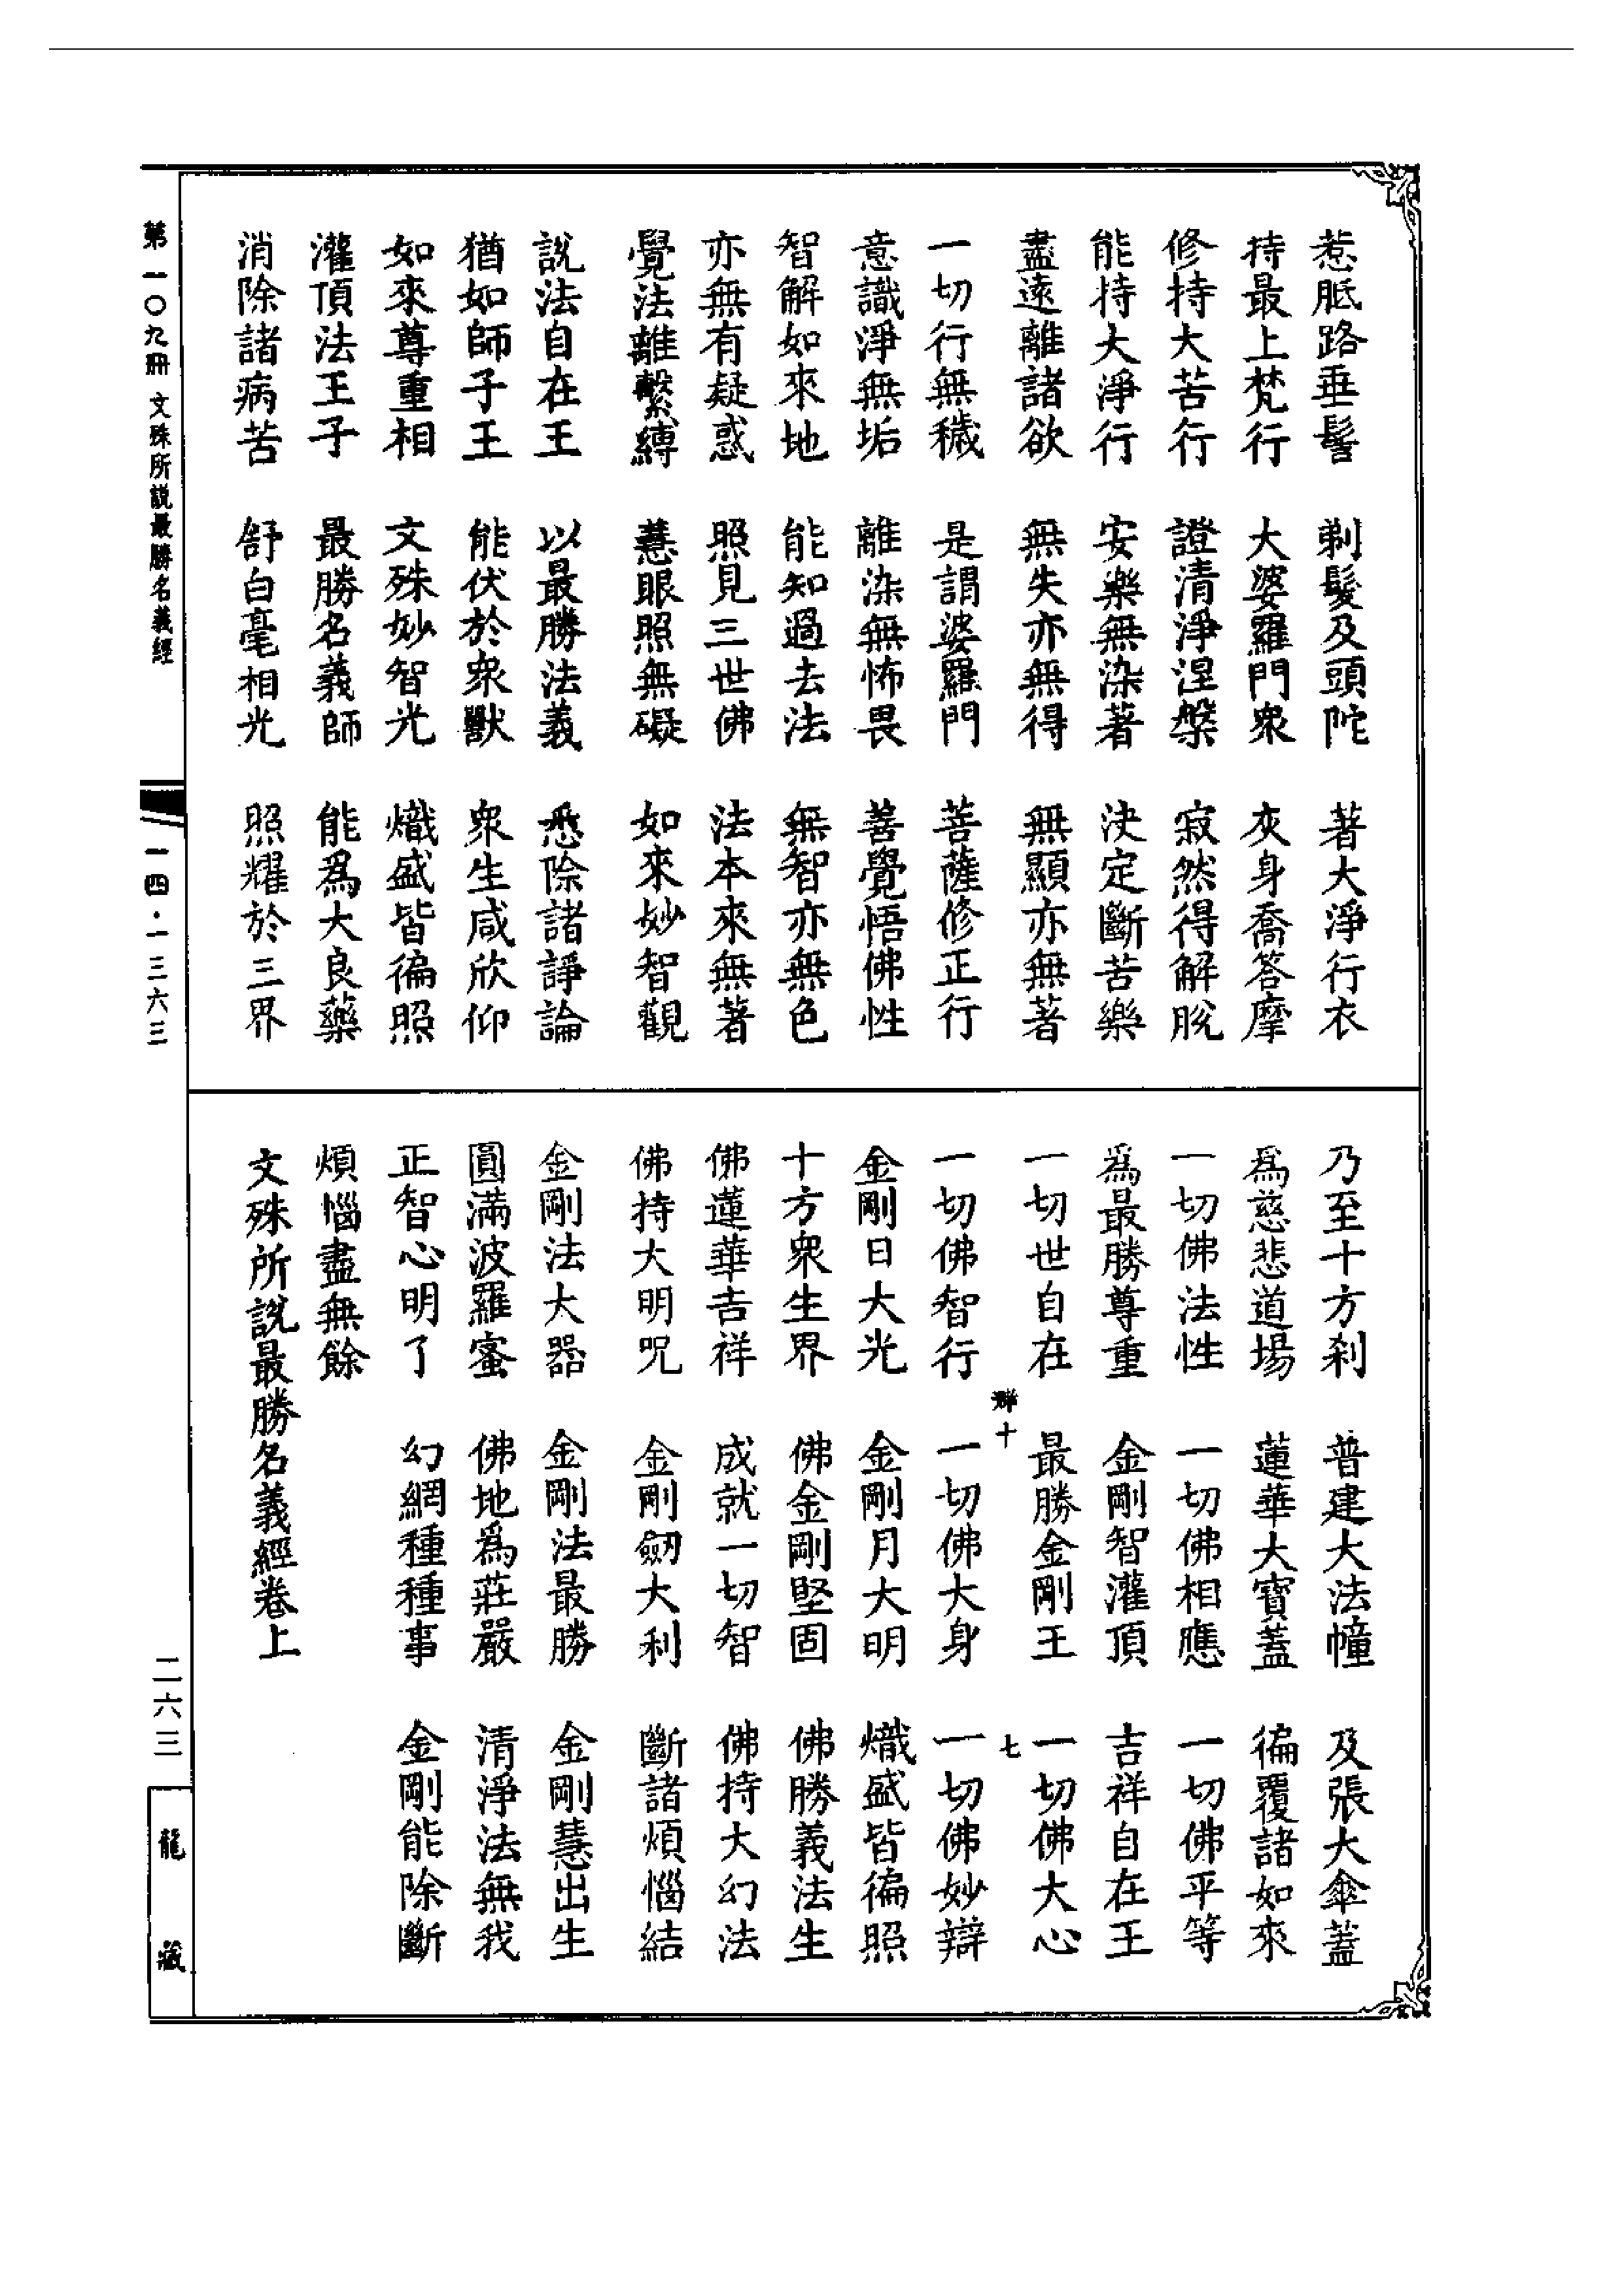 惹胝路垂髻　剃髮及頭陀　著大淨行衣
持最上梵行　大婆羅門衆　灰身喬答摩
修持大苦行　證清淨涅槃　寂然得解脫
能持大淨行　安樂無染著　決定斷苦樂
盡遠離諸欲　無失亦無得　無顯亦無著
一切行無穢　是謂婆羅門　菩薩修正行
意識淨無垢　離染無怖畏　善覺悟佛性
智解如來地　能知過去法　無智亦無色
亦無有疑惑　照見三世佛　法本來無著
覺法離繫縛　慧眼照無礙　如來妙智觀
說法自在王　以最勝法義　悉除諸諍論
猶如師子王　能伏於衆獸　衆生咸欣仰
如來尊重相　文殊妙智光　熾盛皆徧照
灌頂法王子　最勝名義師　能爲大良藥
消除諸病苦　舒白毫相光　照耀於三界
乃至十方刹　普建大法幢　及張大傘蓋
爲慈悲道場　蓮華大寶蓋　徧覆諸如來
一切佛法性　一切佛相應　一切佛平等
爲最勝尊重　金剛智灌頂　吉祥自在王
一切世自在　最勝金剛王　一切佛大心
群十　七
一切佛智行　一切佛大身　一切佛妙辯
金剛日大光　金剛月大明　熾盛皆徧照
十方衆生界　佛金剛堅固　佛勝義法生
佛蓮華吉祥　成就一切智　佛持大幻法
佛持大明呪　金剛劒大利　斷諸煩惱結
金剛法大器　金剛法最勝　金剛慧出生
圓滿波羅蜜　佛地爲莊嚴　清淨法無我
正智心明了　幻網種種事　金剛能除斷
煩惱盡無餘
文殊所說最勝名義經卷上
第一〇九冊　文殊所說最勝名義經
一四·一三六三
二六三
龍藏